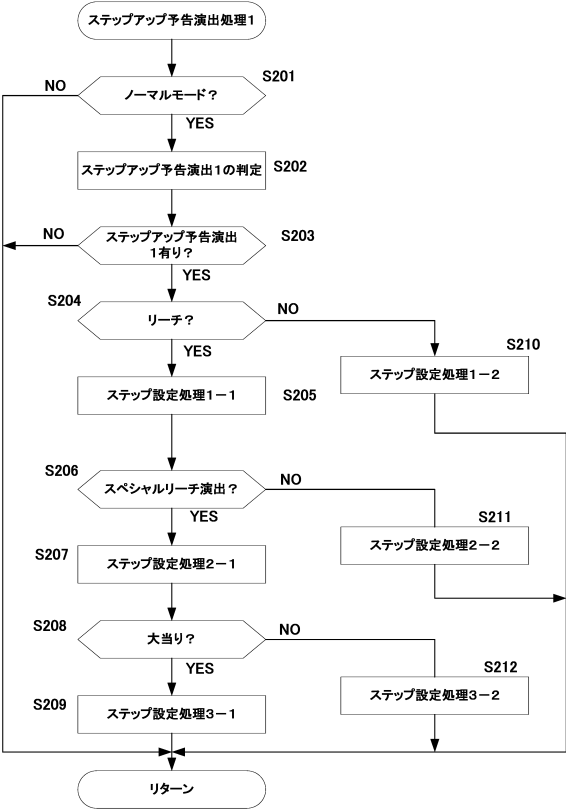 ステップアップ予告演出処理１
S201
NO
ノーマルモード？
YES
ステップアップ予告演出１の判定
S202
NO
ステップアップ予告演出
１有り？
S203
YES
S204
リーチ？
NO
YES
S210
ステップ設定処理１－２
ステップ設定処理１－１
S205
S206
スペシャルリーチ演出？
NO
YES
S211
ステップ設定処理２－２
S207
ステップ設定処理２－１
S208
大当り？
NO
YES
S212
ステップ設定処理３－２
S209
ステップ設定処理３－１
リターン